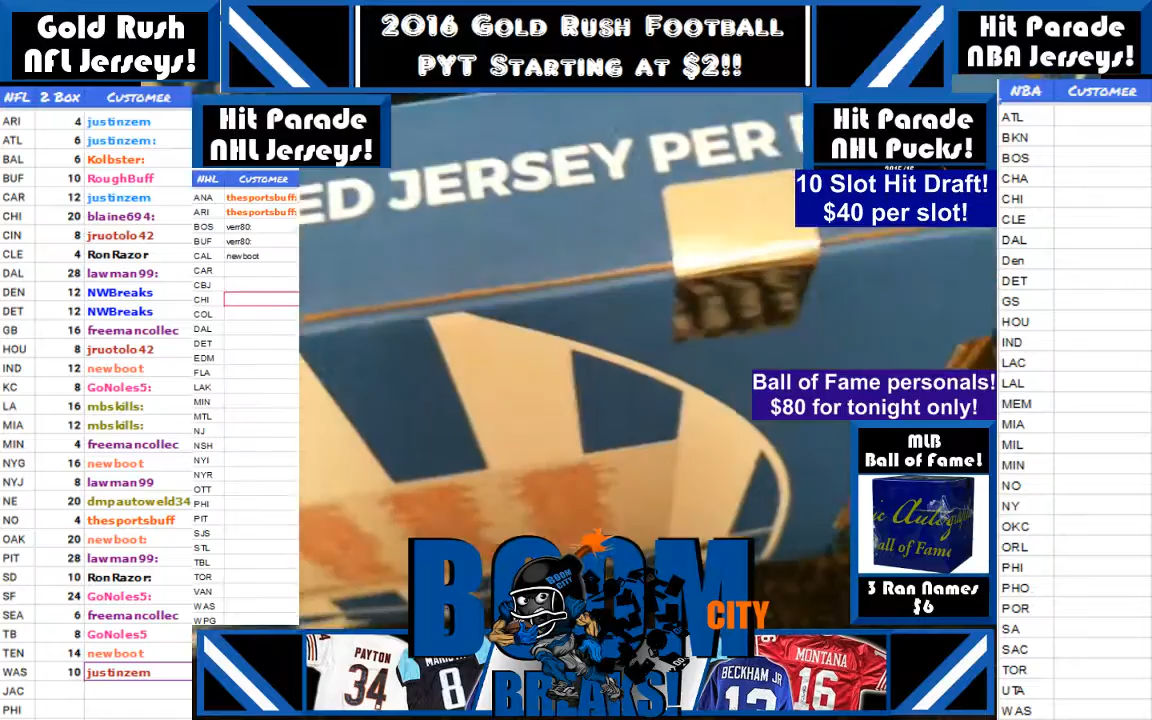 Gold Rush
NFL Jerseys!
2016 Gold Rush Football
PYT Starting at $2!!
Hit Parade
NBA Jerseys!
NFL 2 Box Customer
ARI 4 justinzem
ATL 6 justinzem:
BAL 6 Kolbster:
BUF 10 RoughBuff
CAR 12 justinzem
CHI 20 blaine694:
CIN 8 jruotolo42
CLE 4 RonRazor
DAL 28 lawman99:
DEN 12 NWBreaks
DET 12 NWBreaks
GB 16 freemancollec
HOU 8 jruotolo42
IND 12 newboot
KC 8 GoNoles5:
LA 16 mbskills:
MIA 12 mbskills:
MIN 4 freemancollec
NYG 16 newboot
NYJ 8 lawman99
NE 20 dmpautoweld34
NO 4 thesportsbuff
OAK 20 newboot:
PIT 28 lawman99:
SD 10 RonRazor:
SF 24 GoNoles5:
SEA 6 freemancollec
TB 8 GoNoles5
TEN 14 newboot
WAS 10 justinzem
JAC
PHI
Hit Parade
NHL Jerseys!
NHL Customer
ANA thesportsbuff:
ARI thesportsbuff:
BOS verr80:
BUF verr80:
CAL newboot
CAR
CBJ
CHI
COL
DAL
DET
EDM
FLA
LAK
MIN
MTL
NJ
NSH
NYI
NYR
OTT
PHI
PIT
SJS
STL
TBL
TOR
VAN
WAS
WPG
ED JERSEY PER
Hit Parade
NHL Pucks!
2015/16
10 Slot Hit Draft!
$40 per slot!
Ball of Fame personals!
$80 for tonight only!
MLB
Ball of Fame!
ic Autograph
all of Fame
3 Ran Names
$6
BOOM
CITY
BREAKS!
BOOM
CITY
PAYTON
34
8
BECKHAM JR
13
MONTANA
16
NBA Customer
ATL
BKN
BOS
CHA
CHI
CLE
DAL
Den
DET
GS
HOU
IND
LAC
LAL
MEM
MIA
MIL
MIN
NO
NY
OKC
ORL
PHI
PHO
POR
SA
SAC
TOR
UTA
WAS